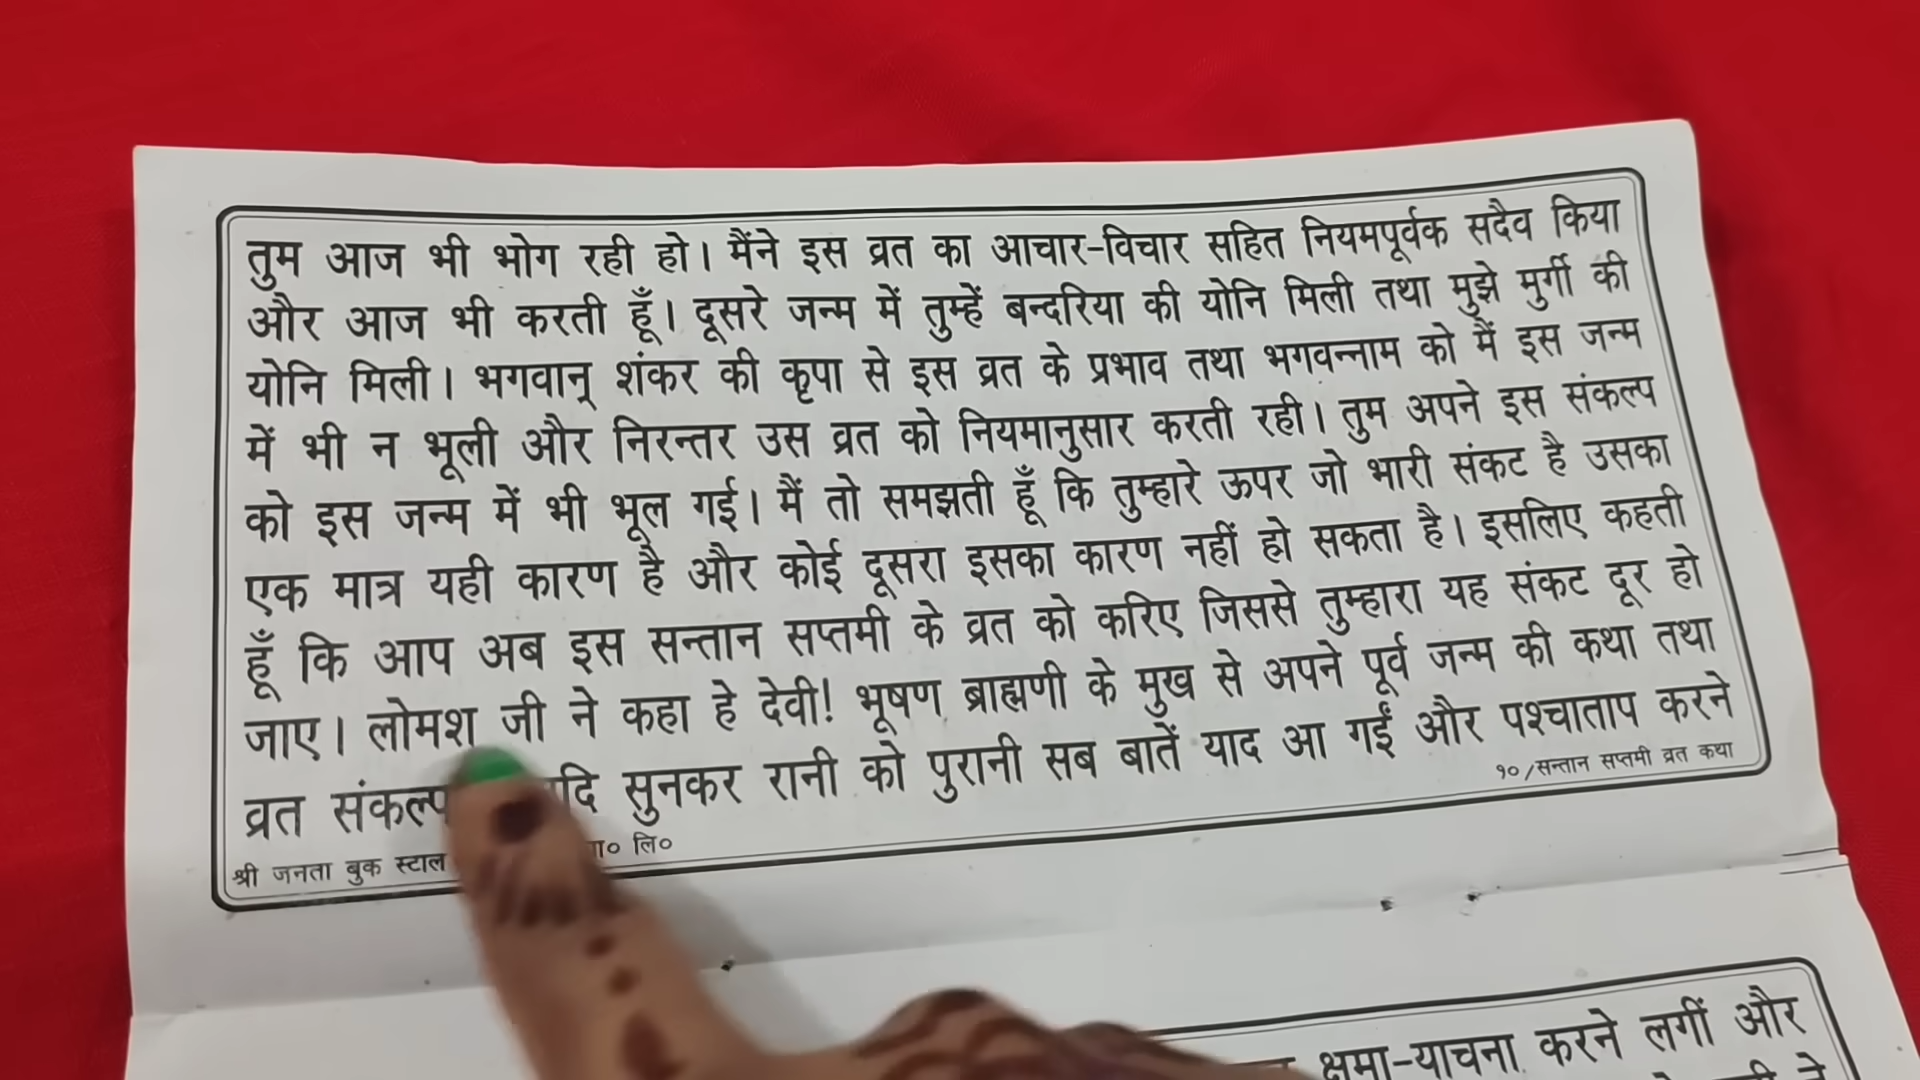 तुम आज भी भोग रही हो। मैंने इस व्रत का आचार-विचार सहित नियमपूर्वक सदैव किया
और आज भी करती हूँ। दूसरे जन्म में तुम्हें बन्दरिया की योनि मिली तथा मुझे मुर्गी की
योनि मिली। भगवान् शंकर की कृपा से इस व्रत के प्रभाव तथा भगवन्नाम को मैं इस जन्म
में भी न भूली और निरन्तर उस व्रत को नियमानुसार करती रही। तुम अपने इस संकल्प
को इस जन्म में भी भूल गई। मैं तो समझती हूँ कि तुम्हारे ऊपर जो भारी संकट है उसका
एक मात्र यही कारण है और कोई दूसरा इसका कारण नहीं हो सकता है। इसलिए कहती
हूँ कि आप अब इस सन्तान सप्तमी के व्रत को करिए जिससे तुम्हारा यह संकट दूर हो
जाए। लोमश जी ने कहा हे देवी! भूषण ब्राह्मणी के मुख से अपने पूर्व जन्म की कथा तथा
व्रत संकल्प सुनकर रानी को पुरानी सब बातें याद आ गईं और पश्चाताप करने
१०/सन्तान सप्तमी व्रत कथा
श्री जनता बुक स्टाल लि०
क्षमा-याचना करने लगीं और